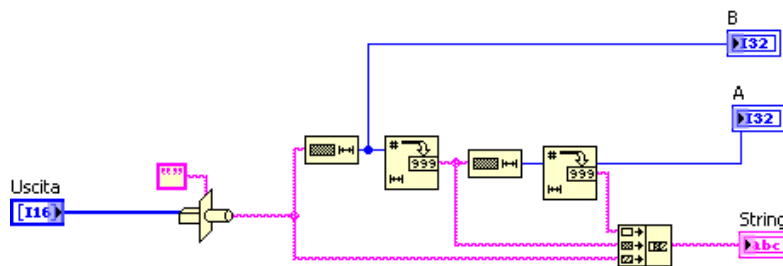 B
I32
A
I32
# 999
# 999
Uscita
[I16]
" "
String
abc